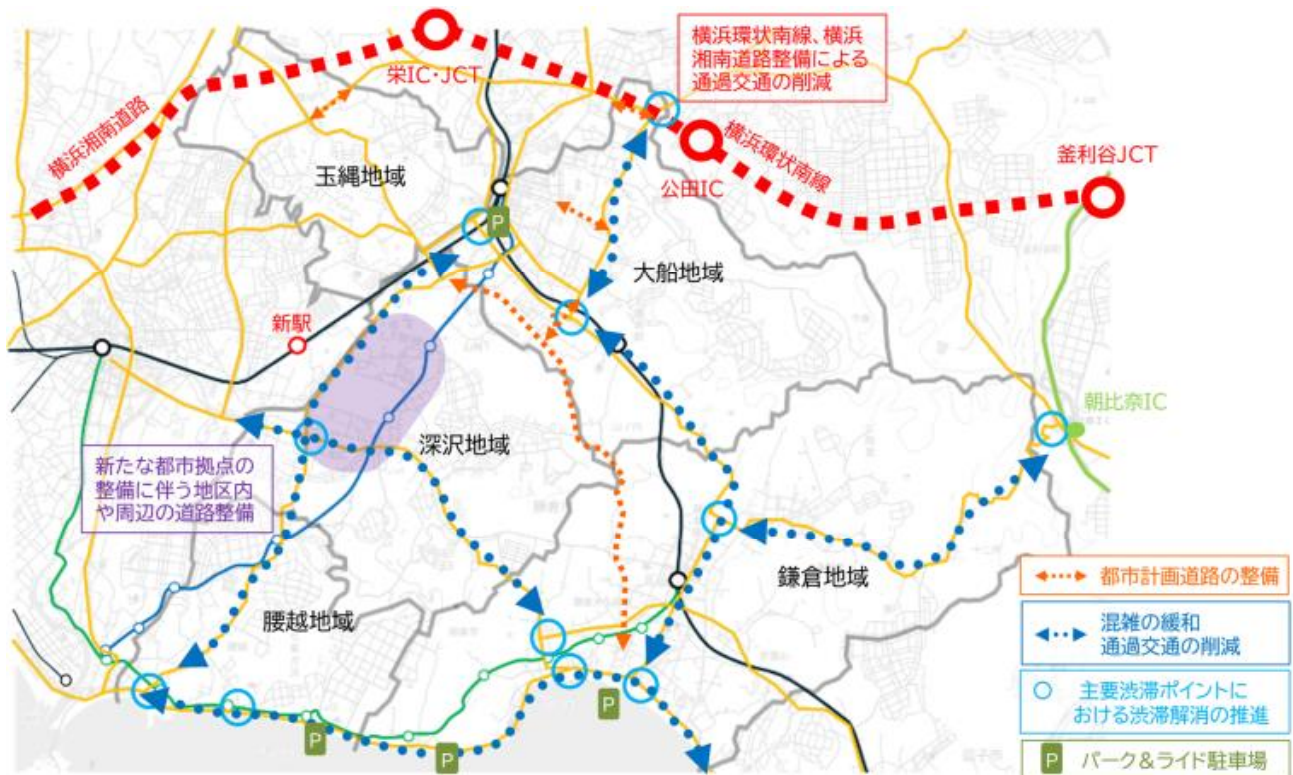 横浜環状南線、横浜
湘南道路整備による
通過交通の削減
栄IC・JCT
横浜湘南道路
横浜環状南線
釜利谷JCT
公田IC
玉縄地域
P
大船地域
新駅
朝比奈IC
深沢地域
新たな都市拠点の
整備に伴う地区内
や周辺の道路整備
鎌倉地域
腰越地域
P
P
P
都市計画道路の整備
混雑の緩和
通過交通の削減
主要渋滞ポイントに
おける渋滞解消の推進
P パーク&ライド駐車場